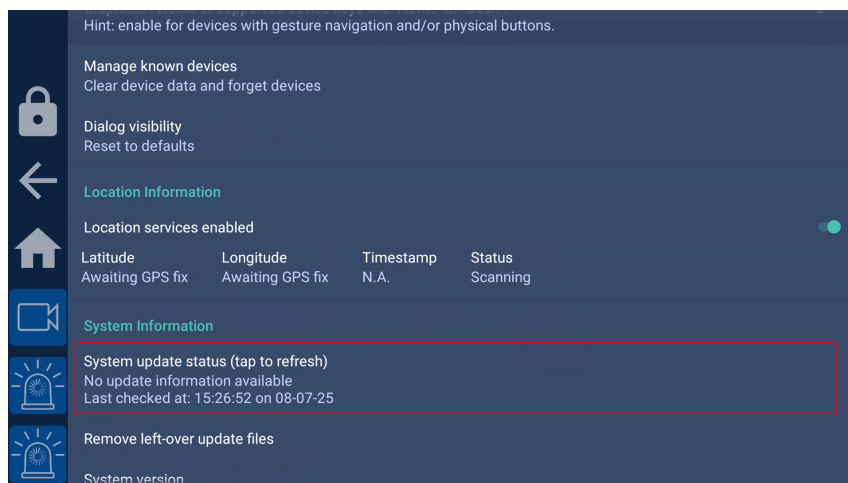 Hint: enable for devices with gesture navigation and/or physical buttons.
Manage known devices
Clear device data and forget devices
Dialog visibility
Reset to defaults
Location Information
Location services enabled
Latitude Longitude Timestamp Status
Awaiting GPS fix Awaiting GPS fix N.A. Scanning
System Information
System update status (tap to refresh)
No update information available
Last checked at: 15:26:52 on 08-07-25
Remove left-over update files
System version